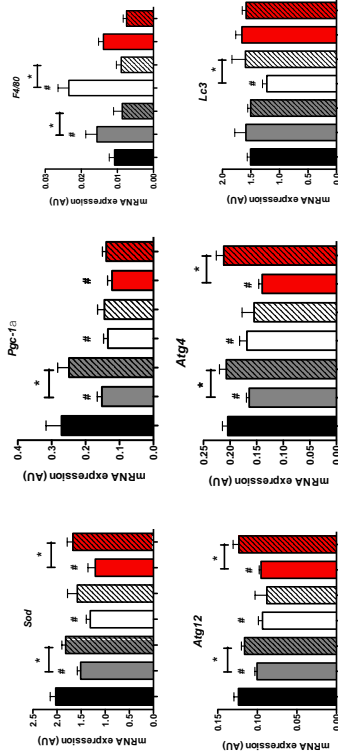 Sod
mRNA expression (AU)
2.5
2.0
1.5
1.0
0.5
0.0
* *
# # #
Pgc-1a
mRNA expression (AU)
0.4
0.3
0.2
0.1
0.0
*
# # #
F4/80
mRNA expression (AU)
0.03
0.02
0.01
0.00
* *
# #
Atg12
mRNA expression (AU)
0.15
0.10
0.05
0.00
* *
# # #
Atg4
mRNA expression (AU)
0.25
0.20
0.15
0.10
0.05
0.00
* *
# # #
Lc3
mRNA expression (AU)
2.0
1.5
1.0
0.5
0.0
*
#